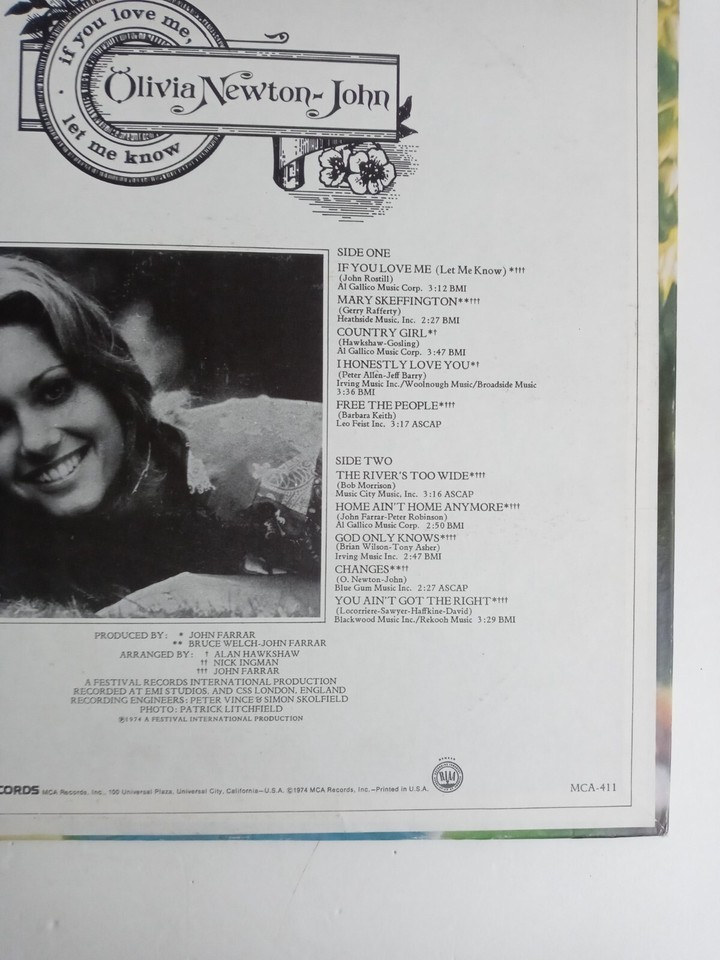 if you love me,
let me know
Olivia Newton-John
SIDE ONE
IF YOU LOVE ME (Let Me Know) *†††
(John Rostill)
Al Gallico Music Corp. 3:12 BMI
MARY SKEFFINGTON**†††
(Gerry Rafferty)
Heathside Music, Inc. 2:27 BMI
COUNTRY GIRL*†
(Hawkshaw-Gosling)
Al Gallico Music Corp. 3:47 BMI
I HONESTLY LOVE YOU*†
(Peter Allen-Jeff Barry)
Irving Music Inc./Woolnough Music/Broadside Music
3:36 BMI
FREE THE PEOPLE*†††
(Barbara Keith)
Leo Feist Inc. 3:17 ASCAP
SIDE TWO
THE RIVER'S TOO WIDE*†††
(Bob Morrison)
Music City Music, Inc. 3:16 ASCAP
HOME AIN'T HOME ANYMORE*†††
(John Farrar-Peter Robinson)
Al Gallico Music Corp. 2:50 BMI
GOD ONLY KNOWS*†††
(Brian Wilson-Tony Asher)
Irving Music Inc. 2:47 BMI
CHANGES**††
(O. Newton-John)
Blue Gum Music Inc. 2:27 ASCAP
YOU AIN'T GOT THE RIGHT*†††
(Locorriere-Sawyer-Haffkine-David)
Blackwood Music Inc./Rekooh Music 3:29 BMI
PRODUCED BY: * JOHN FARRAR
** BRUCE WELCH-JOHN FARRAR
ARRANGED BY: † ALAN HAWKSHAW
†† NICK INGMAN
††† JOHN FARRAR
A FESTIVAL RECORDS INTERNATIONAL PRODUCTION
RECORDED AT EMI STUDIOS, AND CSS LONDON, ENGLAND
RECORDING ENGINEERS: PETER VINCE & SIMON SKOLFIELD
PHOTO: PATRICK LITCHFIELD
℗1974 A FESTIVAL INTERNATIONAL PRODUCTION
CORDS MCA Records, Inc., 100 Universal Plaza, Universal City, California—U.S.A. ©1974 MCA Records, Inc.—Printed in U.S.A.
RIAA
MCA-411